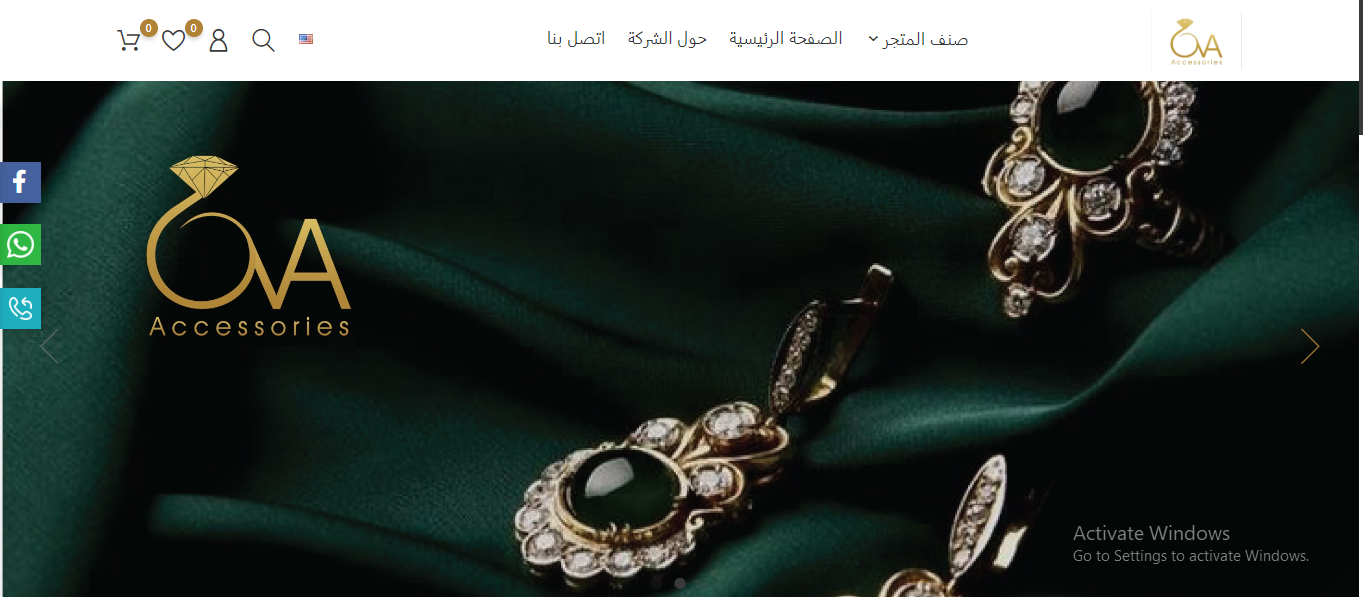 صنف المتجر
الصفحة الرئيسية
حول الشركة
اتصل بنا
0
0
OVA
Accessories
OVA
Accessories
Activate Windows
Go to Settings to activate Windows.